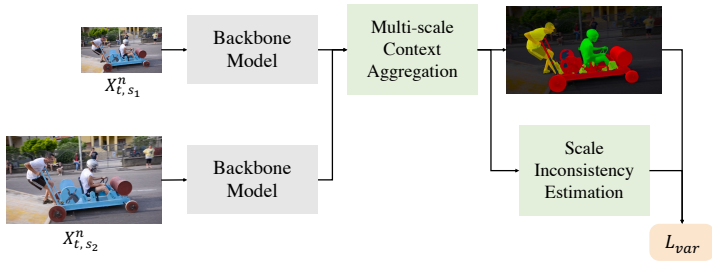 Backbone
Model
Multi-scale
Context
Aggregation
X^n_{t, s_1}
Backbone
Model
Scale
Inconsistency
Estimation
X^n_{t, s_2}
L_{var}